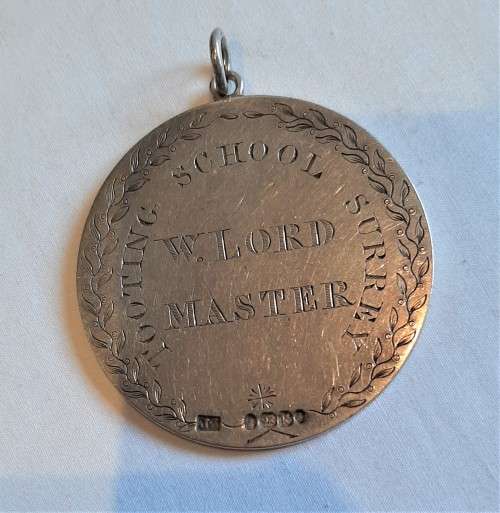 TOOTING SCHOOL SURREY
W. LORD
MASTER